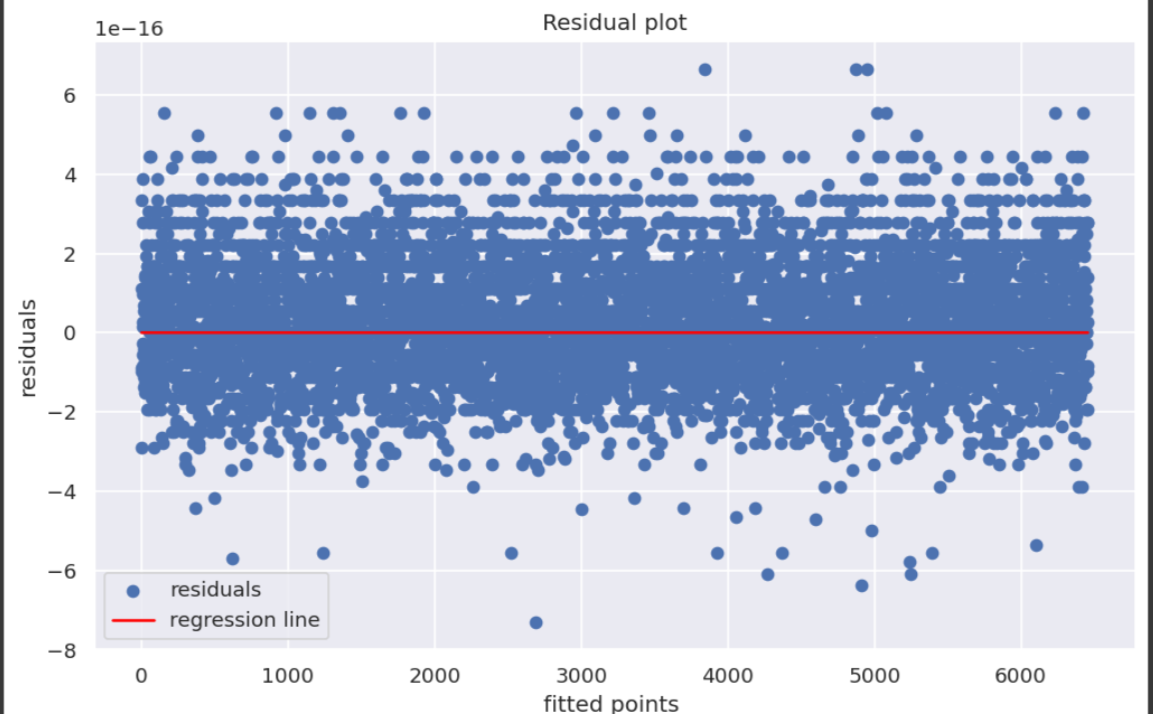 Residual plot
1e−16
6
4
2
0
−2
−4
−6
−8
residuals
residuals
regression line
0 1000 2000 3000 4000 5000 6000
fitted points